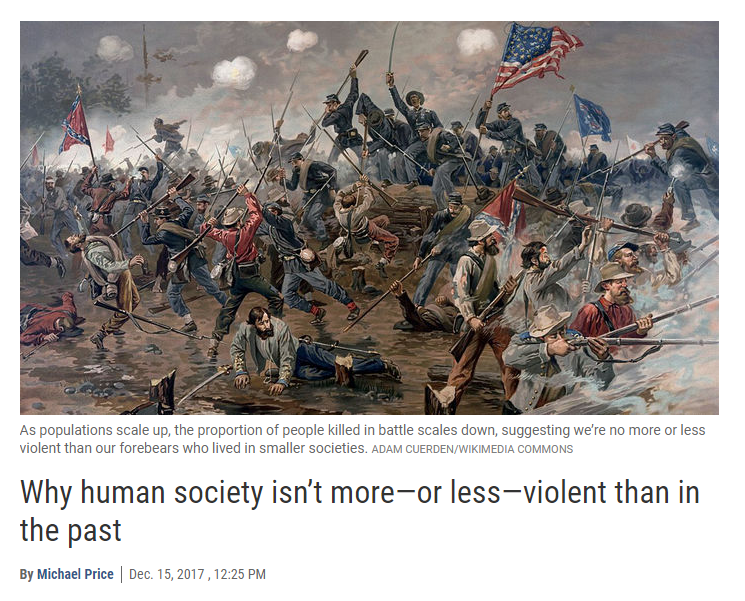 As populations scale up, the proportion of people killed in battle scales down, suggesting we're no more or less
violent than our forebears who lived in smaller societies. ADAM CUERDEN/WIKIMEDIA COMMONS
Why human society isn't more—or less—violent than in
the past
By Michael Price | Dec. 15, 2017 , 12:25 PM